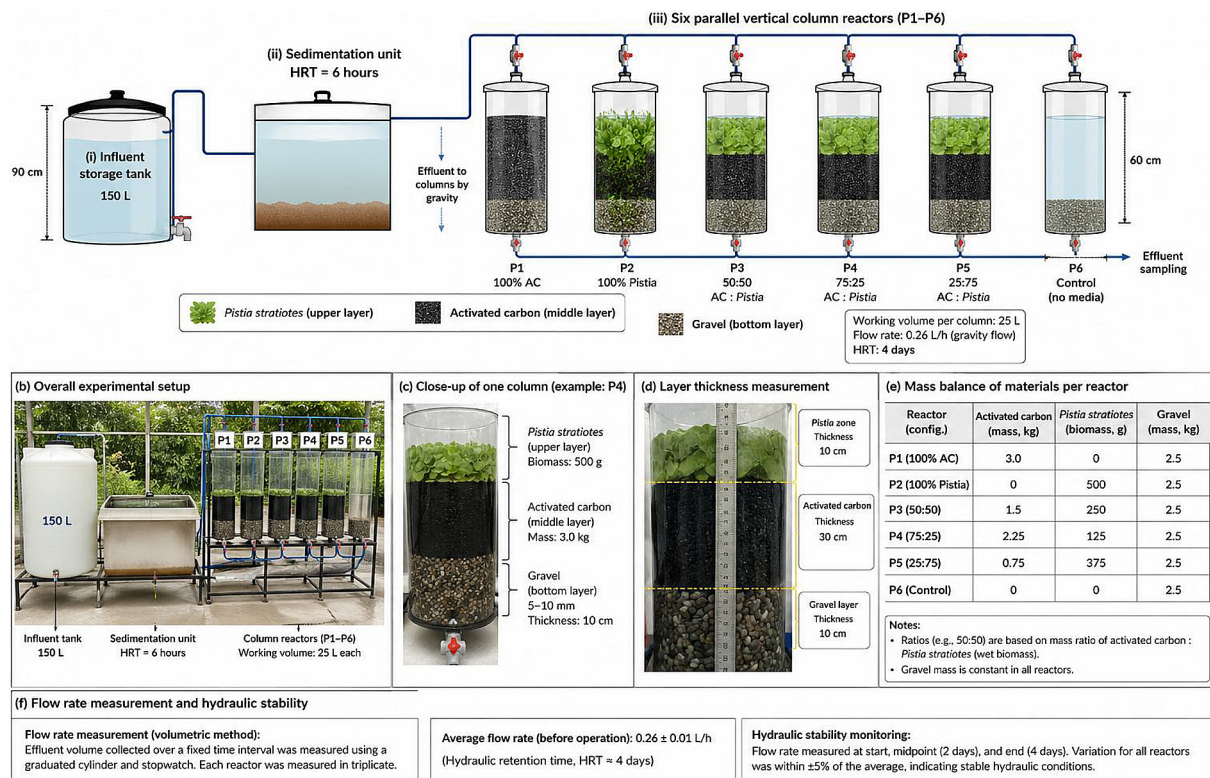 (iii) Six parallel vertical column reactors (P1–P6)
(ii) Sedimentation unit
HRT = 6 hours
90 cm
(i) Influent
storage tank
150 L
Effluent to
columns by
gravity
60 cm
P1
100% AC
P2
100% Pistia
P3
50:50
AC : Pistia
P4
75:25
AC : Pistia
P5
25:75
AC : Pistia
P6
Control
(no media)
Effluent
sampling
Pistia stratiotes (upper layer)
Activated carbon (middle layer)
Gravel (bottom layer)
Working volume per column: 25 L
Flow rate: 0.26 L/h (gravity flow)
HRT: 4 days
(b) Overall experimental setup
P1 P2 P3 P4 P5 P6
150 L
Influent tank
150 L
Sedimentation unit
HRT = 6 hours
Column reactors (P1–P6)
Working volume: 25 L each
(c) Close-up of one column (example: P4)
Pistia stratiotes
(upper layer)
Biomass: 500 g
Activated carbon
(middle layer)
Mass: 3.0 kg
Gravel
(bottom layer)
5–10 mm
Thickness: 10 cm
(d) Layer thickness measurement
Pistia zone
Thickness
10 cm
Activated carbon
Thickness
30 cm
Gravel layer
Thickness
10 cm
(e) Mass balance of materials per reactor
Reactor (config.) Activated carbon (mass, kg) Pistia stratiotes (biomass, g) Gravel (mass, kg)
P1 (100% AC) 3.0 0 2.5
P2 (100% Pistia) 0 500 2.5
P3 (50:50) 1.5 250 2.5
P4 (75:25) 2.25 125 2.5
P5 (25:75) 0.75 375 2.5
P6 (Control) 0 0 2.5
Notes:
• Ratios (e.g., 50:50) are based on mass ratio of activated carbon :
Pistia stratiotes (wet biomass).
• Gravel mass is constant in all reactors.
(f) Flow rate measurement and hydraulic stability
Flow rate measurement (volumetric method):
Effluent volume collected over a fixed time interval was measured using a
graduated cylinder and stopwatch. Each reactor was measured in triplicate.
Average flow rate (before operation): 0.26 ± 0.01 L/h
(Hydraulic retention time, HRT ≈ 4 days)
Hydraulic stability monitoring:
Flow rate measured at start, midpoint (2 days), and end (4 days). Variation for all reactors
was within ±5% of the average, indicating stable hydraulic conditions.